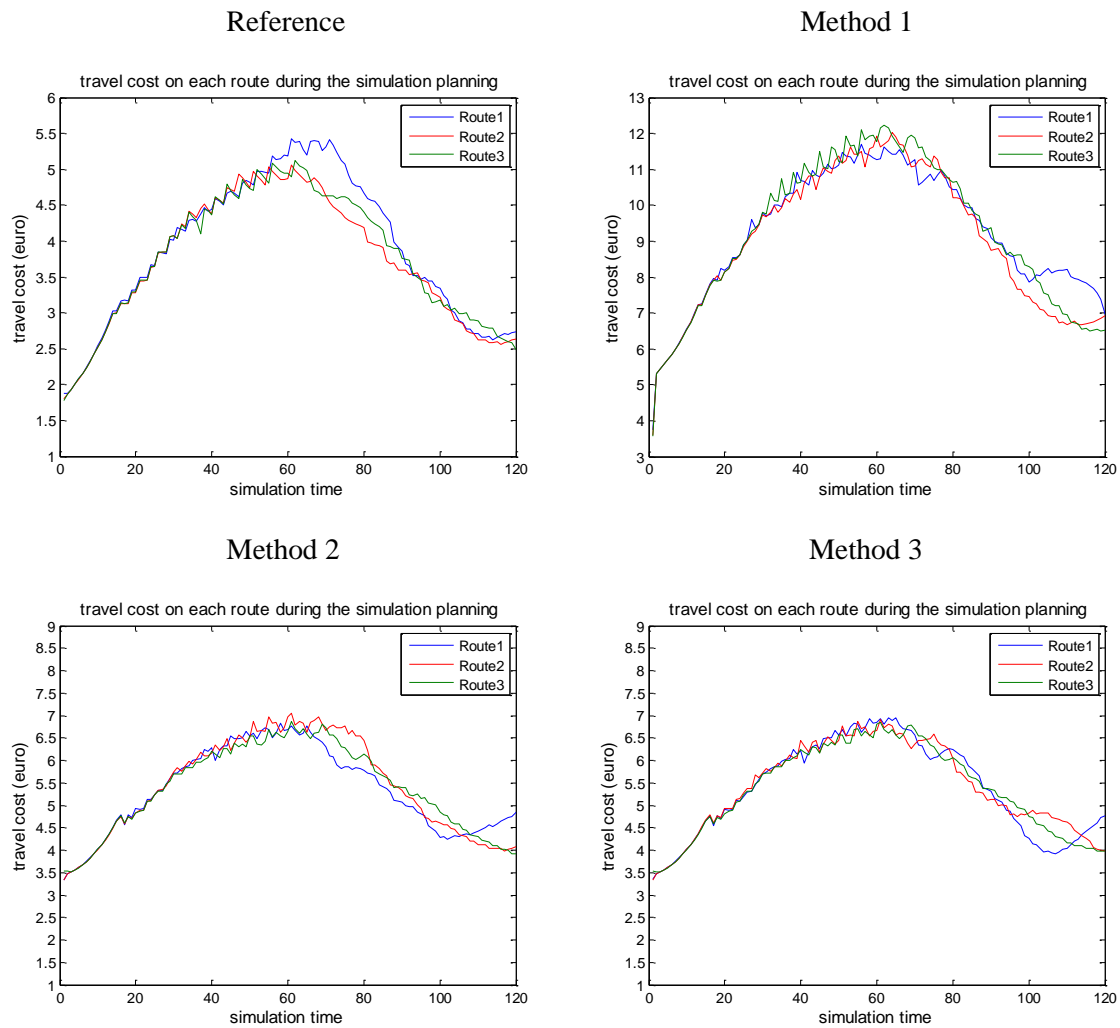 Reference
travel cost on each route during the simulation planning
6
5.5
5
4.5
4
3.5
3
2.5
2
1.5
1
travel cost (euro)
0 20 40 60 80 100 120
simulation time
Route1
Route2
Route3
Method 1
travel cost on each route during the simulation planning
13
12
11
10
9
8
7
6
5
4
3
travel cost (euro)
0 20 40 60 80 100 120
simulation time
Route1
Route2
Route3
Method 2
travel cost on each route during the simulation planning
9
8.5
8
7.5
7
6.5
6
5.5
5
4.5
4
3.5
3
2.5
2
1.5
1
travel cost (euro)
0 20 40 60 80 100 120
simulation time
Route1
Route2
Route3
Method 3
travel cost on each route during the simulation planning
9
8.5
8
7.5
7
6.5
6
5.5
5
4.5
4
3.5
3
2.5
2
1.5
1
travel cost (euro)
0 20 40 60 80 100 120
simulation time
Route1
Route2
Route3